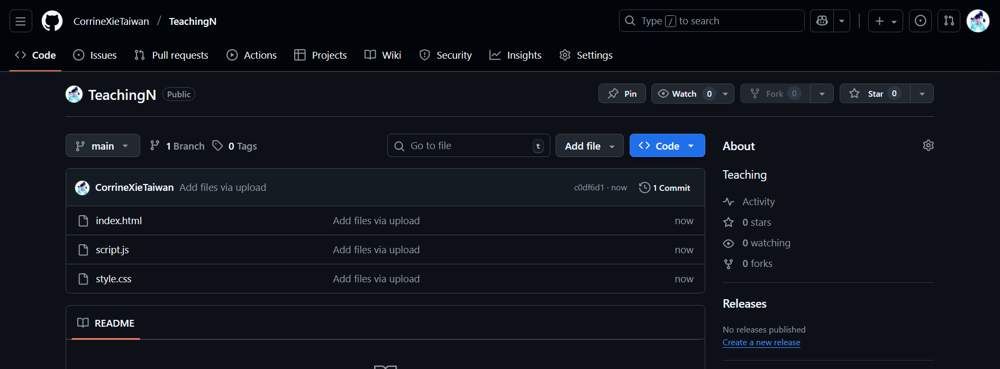 CorrineXieTaiwan / TeachingN
Type / to search
Code Issues Pull requests Actions Projects Wiki Security Insights Settings
TeachingN Public
Pin Watch 0 Fork 0 Star 0
main 1 Branch 0 Tags
Go to file t Add file Code
CorrineXieTaiwan Add files via upload c0df6d1 · now 1 Commit
index.html Add files via upload now
script.js Add files via upload now
style.css Add files via upload now
README
About
Teaching
Activity
0 stars
0 watching
0 forks
Releases
No releases published
Create a new release